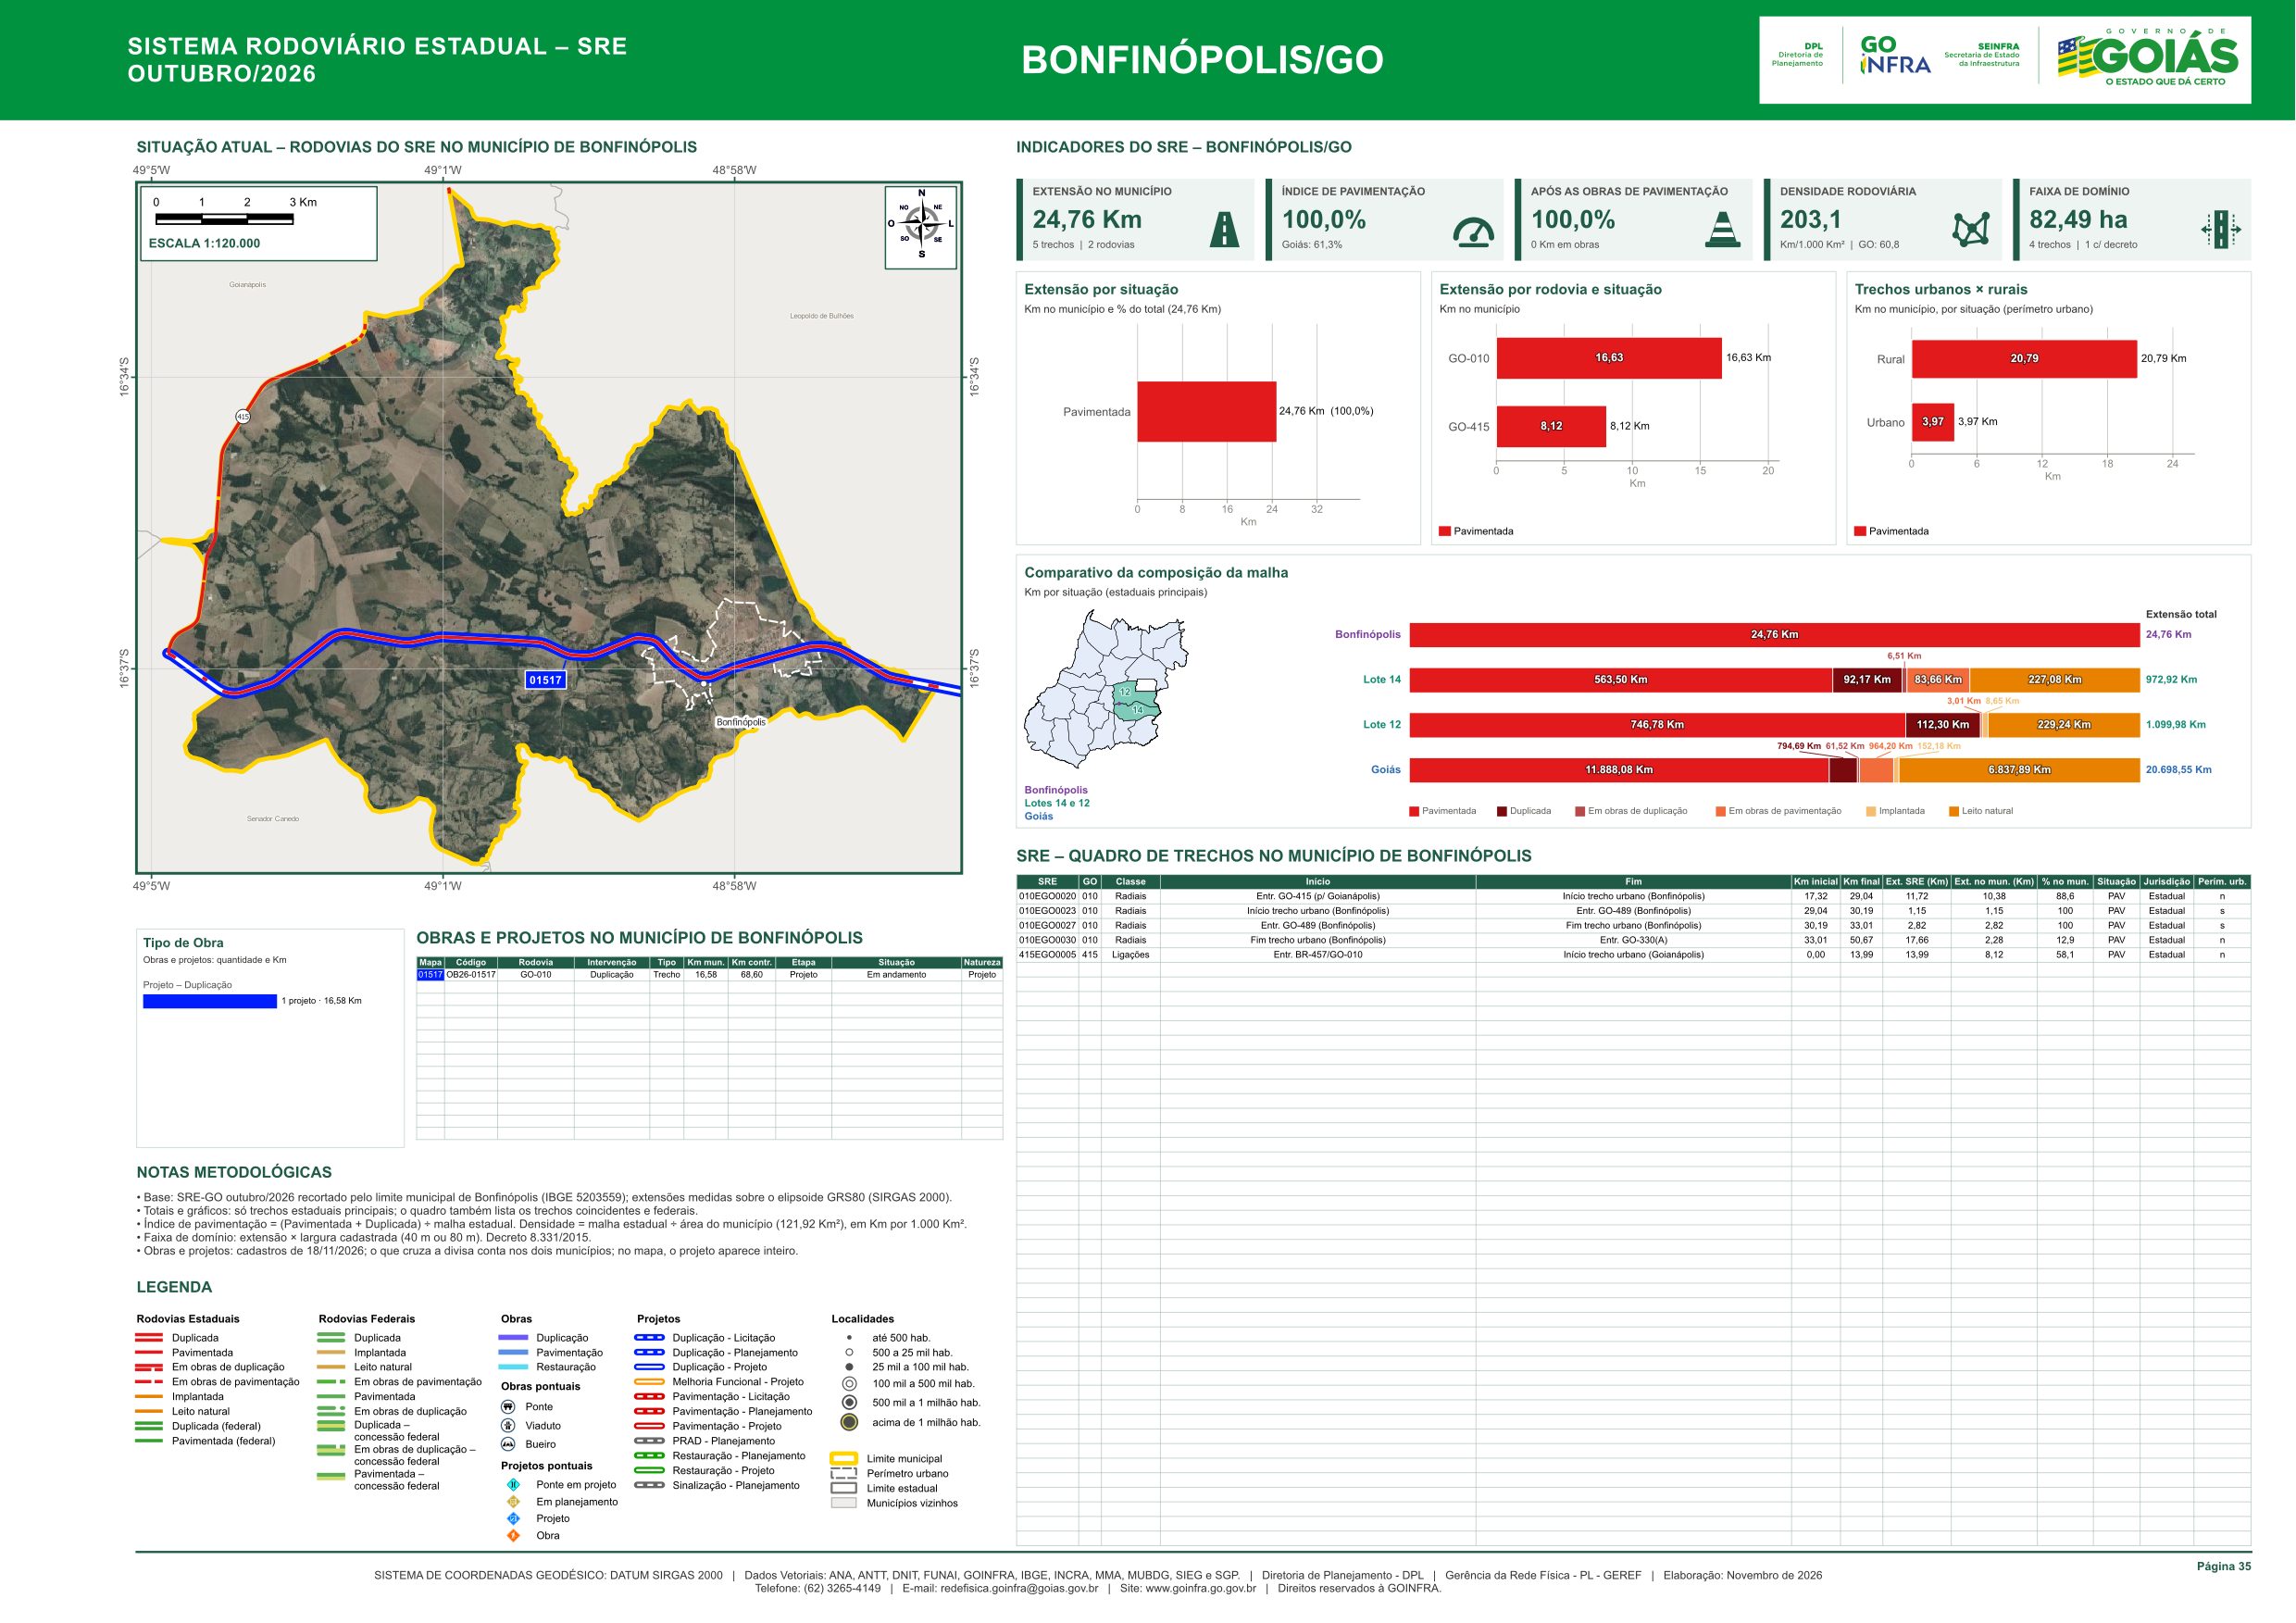 SISTEMA RODOVIÁRIO ESTADUAL – SRE
OUTUBRO/2026
BONFINÓPOLIS/GO
DPL
Diretoria de
Planejamento
GO
iNFRA
SEINFRA
Secretaria de Estado
da Infraestrutura
GOVERNO DE
GOIÁS
O ESTADO QUE DÁ CERTO
SITUAÇÃO ATUAL – RODOVIAS DO SRE NO MUNICÍPIO DE BONFINÓPOLIS
49°5'W 49°1'W 48°58'W
0 1 2 3 Km
ESCALA 1:120.000
N
NO NE
O L
SO SE
S
Goianápolis
Leopoldo de Bulhões
16°34'S 16°34'S
415
16°37'S 16°37'S
01517
Bonfinópolis
Senador Canedo
49°5'W 49°1'W 48°58'W
INDICADORES DO SRE – BONFINÓPOLIS/GO
EXTENSÃO NO MUNICÍPIO
24,76 Km
5 trechos | 2 rodovias
ÍNDICE DE PAVIMENTAÇÃO
100,0%
Goiás: 61,3%
APÓS AS OBRAS DE PAVIMENTAÇÃO
100,0%
0 Km em obras
DENSIDADE RODOVIÁRIA
203,1
Km/1.000 Km² | GO: 60,8
FAIXA DE DOMÍNIO
82,49 ha
4 trechos | 1 c/ decreto
Extensão por situação
Km no município e % do total (24,76 Km)
Pavimentada 24,76 Km (100,0%)
0 8 16 24 32
Km
Extensão por rodovia e situação
Km no município
GO-010 16,63 16,63 Km
GO-415 8,12 8,12 Km
0 5 10 15 20
Km
Pavimentada
Trechos urbanos × rurais
Km no município, por situação (perímetro urbano)
Rural 20,79 20,79 Km
Urbano 3,97 3,97 Km
0 6 12 18 24
Km
Pavimentada
Comparativo da composição da malha
Km por situação (estaduais principais)
12
14
Bonfinópolis
Lotes 14 e 12
Goiás
Extensão total
Bonfinópolis 24,76 Km 24,76 Km
6,51 Km
Lote 14 563,50 Km 92,17 Km 83,66 Km 227,08 Km 972,92 Km
3,01 Km 8,65 Km
Lote 12 746,78 Km 112,30 Km 229,24 Km 1.099,98 Km
794,69 Km 61,52 Km 964,20 Km 152,18 Km
Goiás 11.888,08 Km 6.837,89 Km 20.698,55 Km
Pavimentada Duplicada Em obras de duplicação Em obras de pavimentação Implantada Leito natural
SRE – QUADRO DE TRECHOS NO MUNICÍPIO DE BONFINÓPOLIS
SRE GO Classe Início Fim Km inicial Km final Ext. SRE (Km) Ext. no mun. (Km) % no mun. Situação Jurisdição Perím. urb.
010EGO0020 010 Radiais Entr. GO-415 (p/ Goianápolis) Início trecho urbano (Bonfinópolis) 17,32 29,04 11,72 10,38 88,6 PAV Estadual n
010EGO0023 010 Radiais Início trecho urbano (Bonfinópolis) Entr. GO-489 (Bonfinópolis) 29,04 30,19 1,15 1,15 100 PAV Estadual s
010EGO0027 010 Radiais Entr. GO-489 (Bonfinópolis) Fim trecho urbano (Bonfinópolis) 30,19 33,01 2,82 2,82 100 PAV Estadual s
010EGO0030 010 Radiais Fim trecho urbano (Bonfinópolis) Entr. GO-330(A) 33,01 50,67 17,66 2,28 12,9 PAV Estadual n
415EGO0005 415 Ligações Entr. BR-457/GO-010 Início trecho urbano (Goianápolis) 0,00 13,99 13,99 8,12 58,1 PAV Estadual n
Tipo de Obra
Obras e projetos: quantidade e Km
Projeto – Duplicação
1 projeto · 16,58 Km
OBRAS E PROJETOS NO MUNICÍPIO DE BONFINÓPOLIS
Mapa Código Rodovia Intervenção Tipo Km mun. Km contr. Etapa Situação Natureza
01517 OB26-01517 GO-010 Duplicação Trecho 16,58 68,60 Projeto Em andamento Projeto
NOTAS METODOLÓGICAS
• Base: SRE-GO outubro/2026 recortado pelo limite municipal de Bonfinópolis (IBGE 5203559); extensões medidas sobre o elipsoide GRS80 (SIRGAS 2000).
• Totais e gráficos: só trechos estaduais principais; o quadro também lista os trechos coincidentes e federais.
• Índice de pavimentação = (Pavimentada + Duplicada) ÷ malha estadual. Densidade = malha estadual ÷ área do município (121,92 Km²), em Km por 1.000 Km².
• Faixa de domínio: extensão × largura cadastrada (40 m ou 80 m). Decreto 8.331/2015.
• Obras e projetos: cadastros de 18/11/2026; o que cruza a divisa conta nos dois municípios; no mapa, o projeto aparece inteiro.
LEGENDA
Rodovias Estaduais
Duplicada
Pavimentada
Em obras de duplicação
Em obras de pavimentação
Implantada
Leito natural
Duplicada (federal)
Pavimentada (federal)
Rodovias Federais
Duplicada
Implantada
Leito natural
Em obras de pavimentação
Pavimentada
Em obras de duplicação
Duplicada –
concessão federal
Em obras de duplicação –
concessão federal
Pavimentada –
concessão federal
Obras
Duplicação
Pavimentação
Restauração
Obras pontuais
Ponte
Viaduto
Bueiro
Projetos pontuais
Ponte em projeto
Em planejamento
Projeto
Obra
Projetos
Duplicação - Licitação
Duplicação - Planejamento
Duplicação - Projeto
Melhoria Funcional - Projeto
Pavimentação - Licitação
Pavimentação - Planejamento
Pavimentação - Projeto
PRAD - Planejamento
Restauração - Planejamento
Restauração - Projeto
Sinalização - Planejamento
Localidades
até 500 hab.
500 a 25 mil hab.
25 mil a 100 mil hab.
100 mil a 500 mil hab.
500 mil a 1 milhão hab.
acima de 1 milhão hab.
Limite municipal
Perímetro urbano
Limite estadual
Municípios vizinhos
SISTEMA DE COORDENADAS GEODÉSICO: DATUM SIRGAS 2000 | Dados Vetoriais: ANA, ANTT, DNIT, FUNAI, GOINFRA, IBGE, INCRA, MMA, MUBDG, SIEG e SGP. | Diretoria de Planejamento - DPL | Gerência da Rede Física - PL - GEREF | Elaboração: Novembro de 2026
Telefone: (62) 3265-4149 | E-mail: redefisica.goinfra@goias.gov.br | Site: www.goinfra.go.gov.br | Direitos reservados à GOINFRA.
Página 35